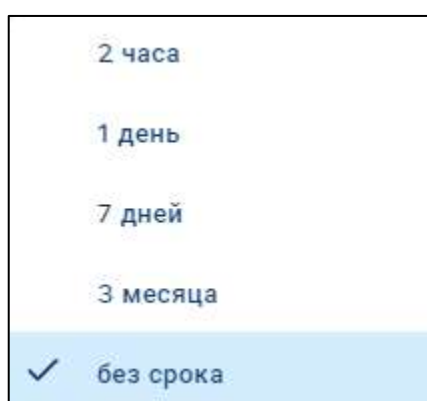 2 часа
1 день
7 дней
3 месяца
без срока